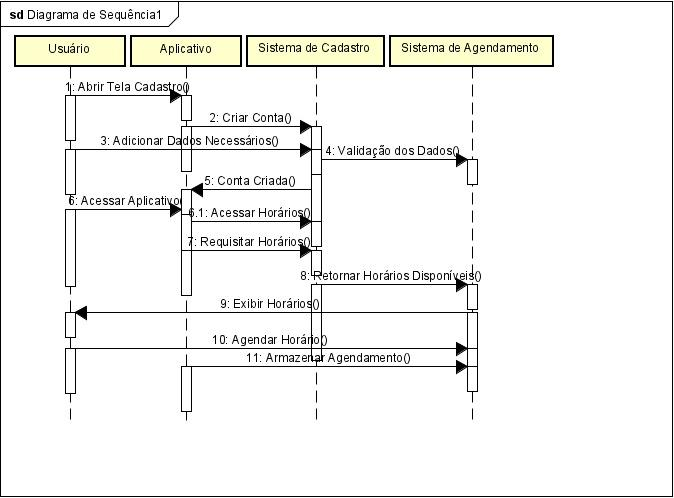 sd Diagrama de Sequência1
Usuário
Aplicativo
Sistema de Cadastro
Sistema de Agendamento
1: Abrir Tela Cadastro()
2: Criar Conta()
3: Adicionar Dados Necessários()
4: Validação dos Dados()
5: Conta Criada()
6: Acessar Aplicativo()
6.1: Acessar Horários()
7: Requisitar Horários()
8: Retornar Horários Disponíveis()
9: Exibir Horários()
10: Agendar Horário()
11: Armazenar Agendamento()